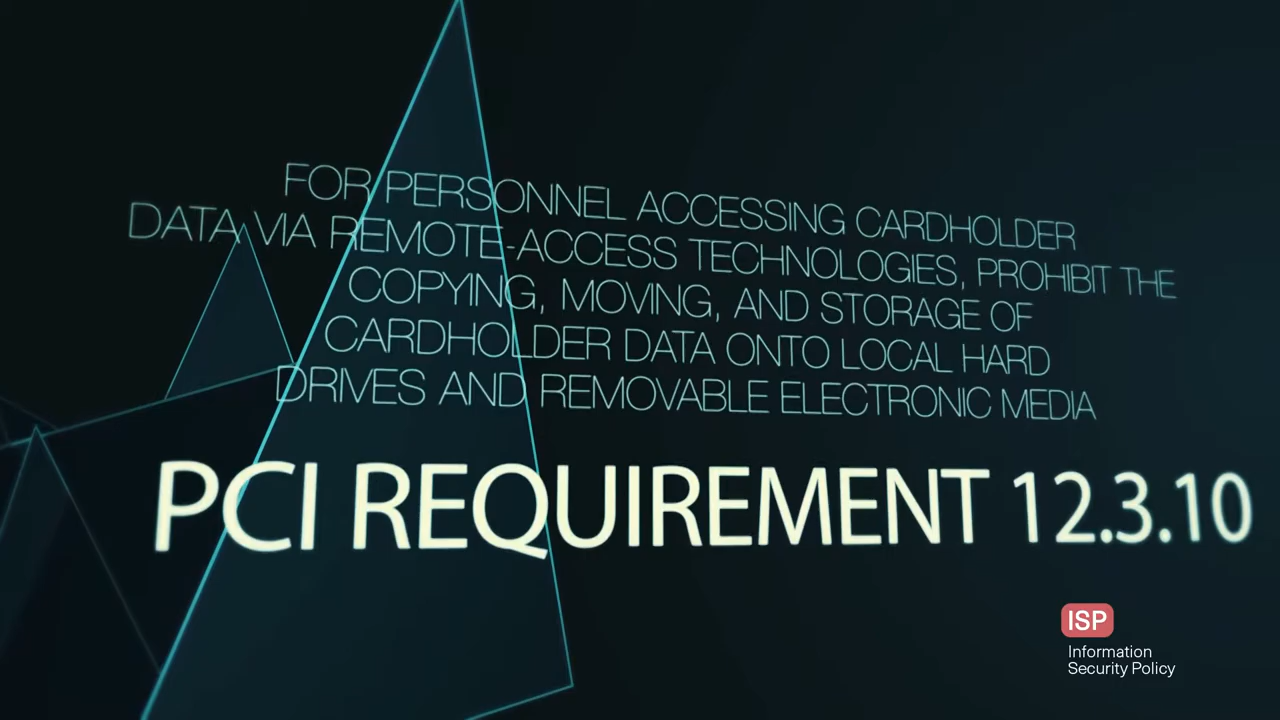 FOR PERSONNEL ACCESSING CARDHOLDER
DATA VIA REMOTE-ACCESS TECHNOLOGIES, PROHIBIT THE
COPYING, MOVING, AND STORAGE OF
CARDHOLDER DATA ONTO LOCAL HARD
DRIVES AND REMOVABLE ELECTRONIC MEDIA
PCI REQUIREMENT 12.3.10
ISP
Information
Security Policy